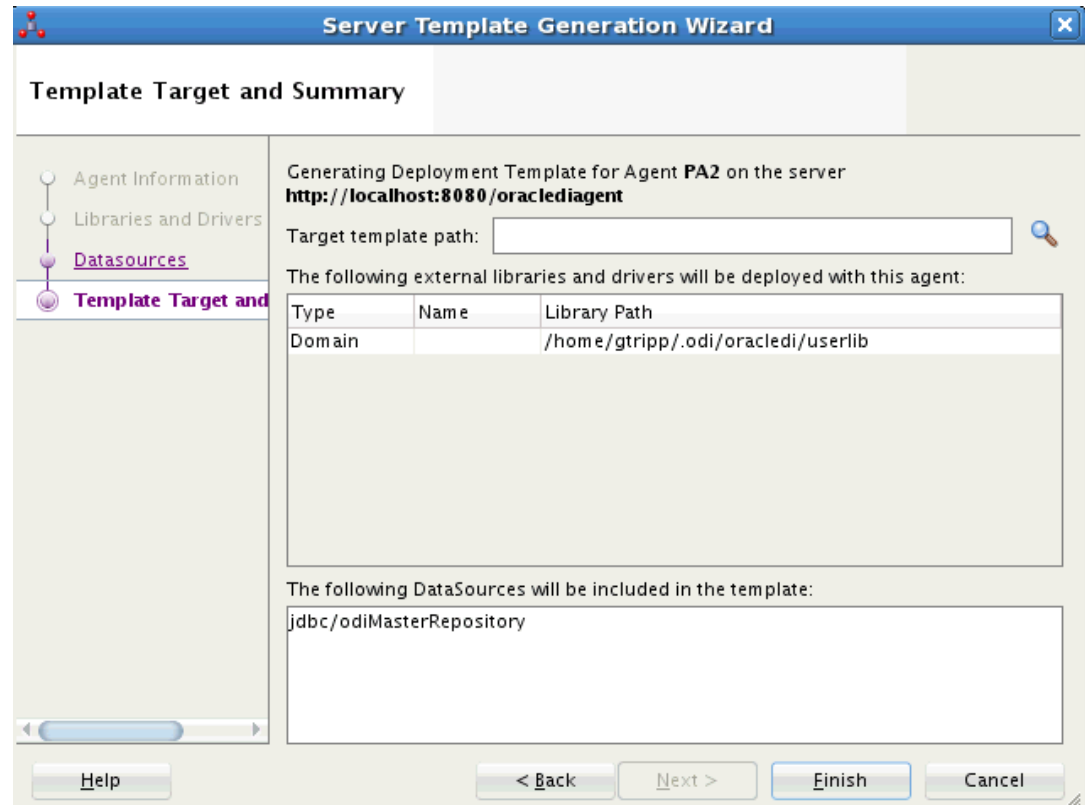 Server Template Generation Wizard
Template Target and Summary
Agent Information
Libraries and Drivers
Datasources
Template Target and
Generating Deployment Template for Agent PA2 on the server
http://localhost:8080/oraclediagent
Target template path:
The following external libraries and drivers will be deployed with this agent:
Type Name Library Path
Domain /home/gtripp/.odi/oracledi/userlib
The following DataSources will be included in the template:
jdbc/odiMasterRepository
Help < Back Next > Finish Cancel